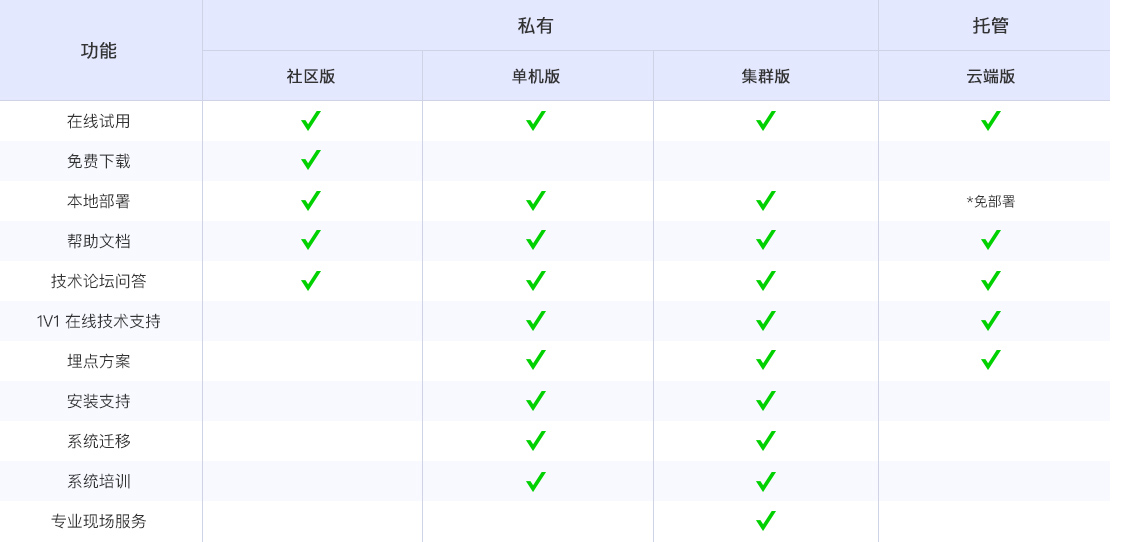 功能
私有
托管
社区版
单机版
集群版
云端版
在线试用
免费下载
本地部署
*免部署
帮助文档
技术论坛问答
1V1 在线技术支持
埋点方案
安装支持
系统迁移
系统培训
专业现场服务